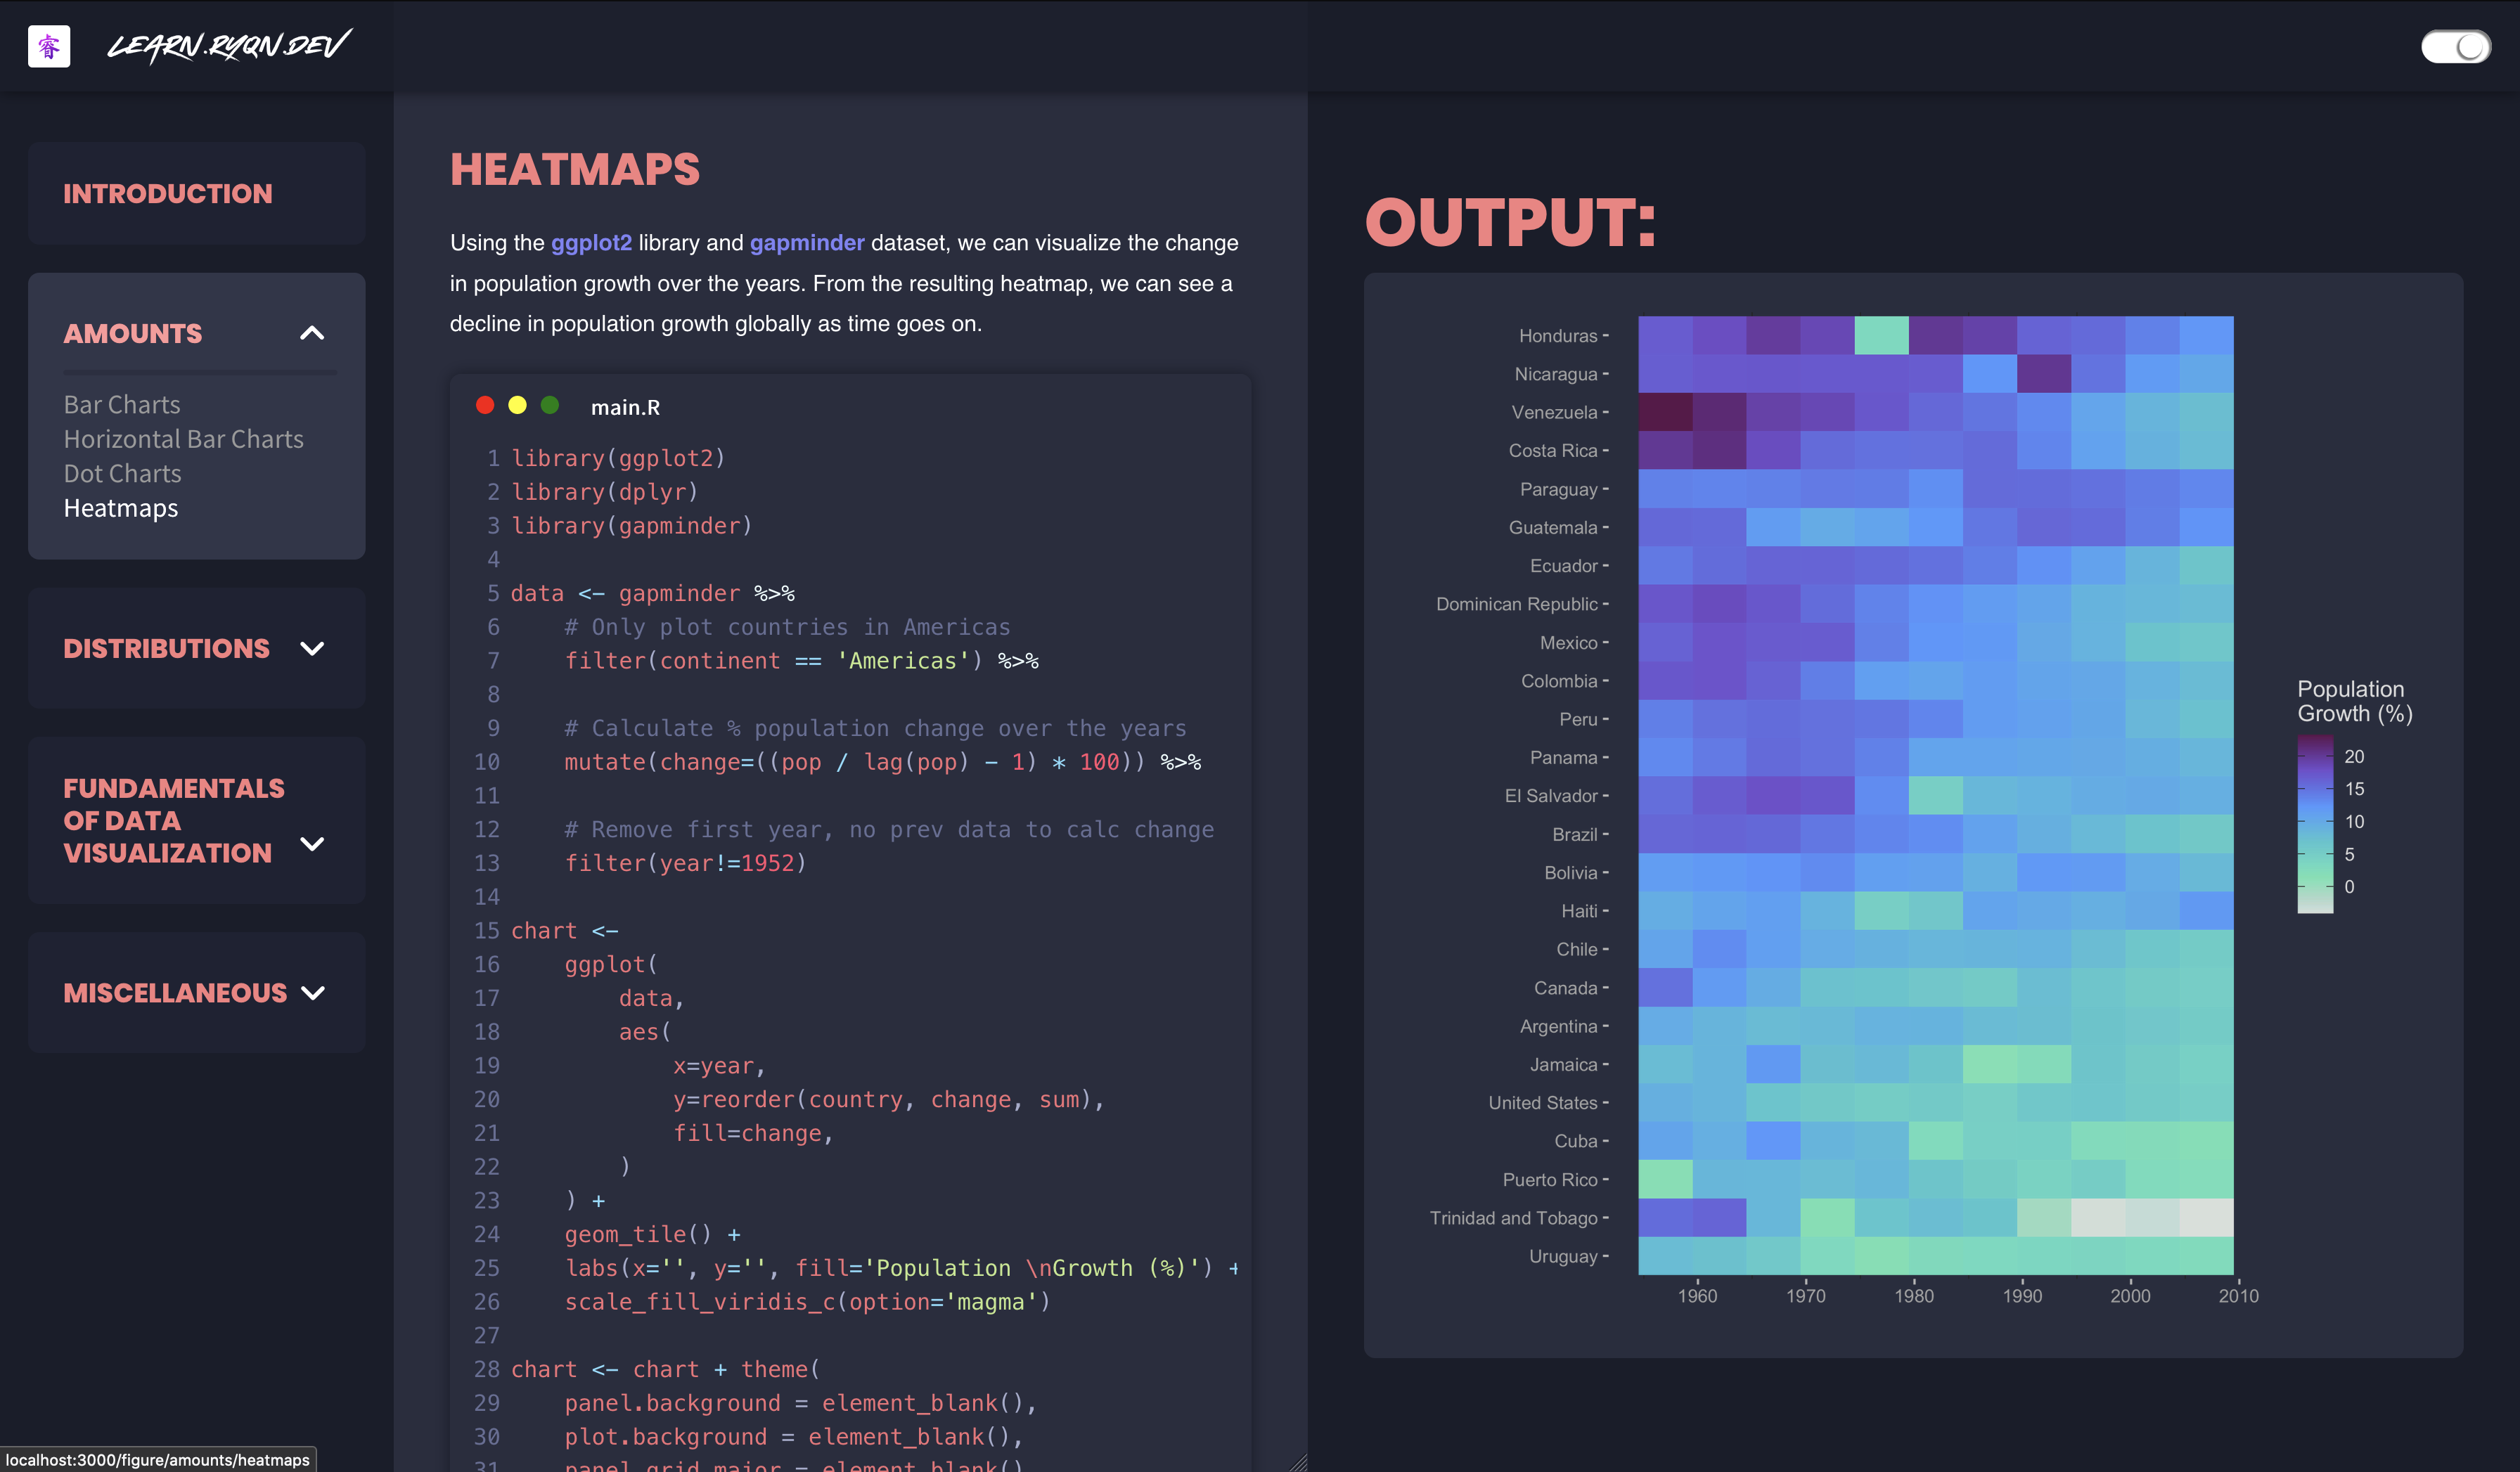 睿 LEARN.RYQN.DEV
INTRODUCTION
AMOUNTS
Bar Charts
Horizontal Bar Charts
Dot Charts
Heatmaps
DISTRIBUTIONS
FUNDAMENTALS
OF DATA
VISUALIZATION
MISCELLANEOUS
localhost:3000/figure/amounts/heatmaps
HEATMAPS
Using the ggplot2 library and gapminder dataset, we can visualize the change
in population growth over the years. From the resulting heatmap, we can see a
decline in population growth globally as time goes on.
main.R
1 library(ggplot2)
2 library(dplyr)
3 library(gapminder)
4
5 data <- gapminder %>%
6     # Only plot countries in Americas
7     filter(continent == 'Americas') %>%
8
9     # Calculate % population change over the years
10     mutate(change=((pop / lag(pop) - 1) * 100)) %>%
11
12     # Remove first year, no prev data to calc change
13     filter(year!=1952)
14
15 chart <-
16     ggplot(
17         data,
18         aes(
19             x=year,
20             y=reorder(country, change, sum),
21             fill=change,
22         )
23     ) +
24     geom_tile() +
25     labs(x='', y='', fill='Population \nGrowth (%)') +
26     scale_fill_viridis_c(option='magma')
27
28 chart <- chart + theme(
29     panel.background = element_blank(),
30     plot.background = element_blank(),
31     panel.grid.major = element_blank()
OUTPUT:
Honduras
Nicaragua
Venezuela
Costa Rica
Paraguay
Guatemala
Ecuador
Dominican Republic
Mexico
Colombia
Peru
Panama
El Salvador
Brazil
Bolivia
Haiti
Chile
Canada
Argentina
Jamaica
United States
Cuba
Puerto Rico
Trinidad and Tobago
Uruguay
1960 1970 1980 1990 2000 2010
Population
Growth (%)
20
15
10
5
0